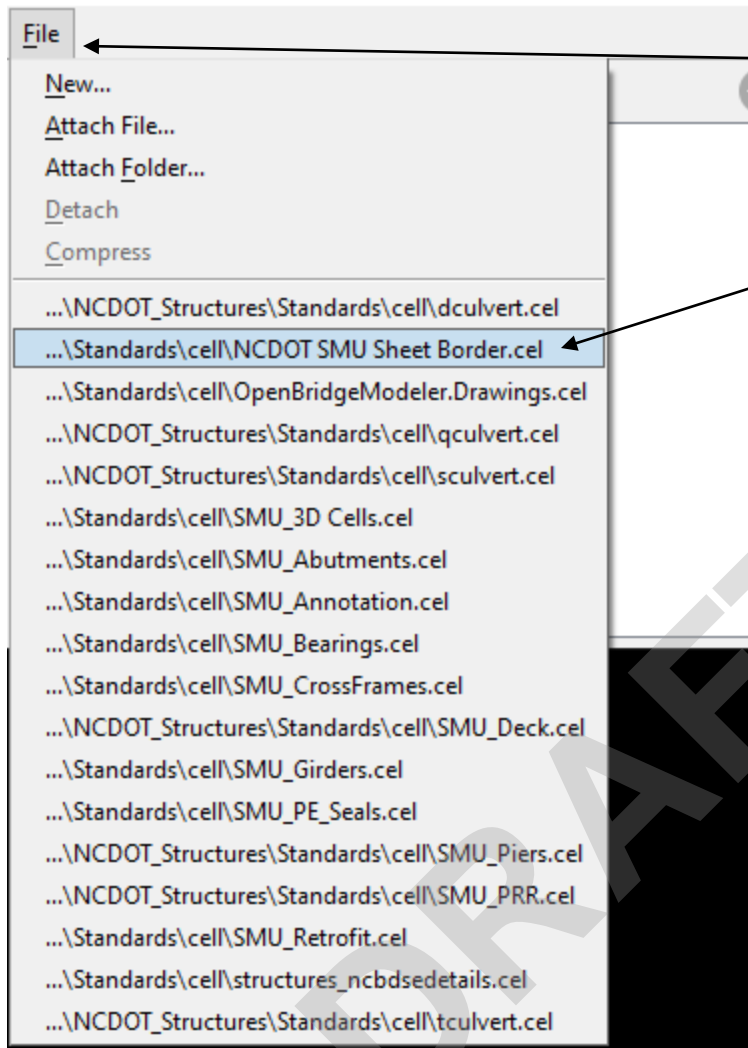 File
New...
Attach File...
Attach Folder...
Detach
Compress
...\NCDOT_Structures\Standards\cell\dculvert.cel
...\Standards\cell\NCDOT SMU Sheet Border.cel
...\Standards\cell\OpenBridgeModeler.Drawings.cel
...\NCDOT_Structures\Standards\cell\qculvert.cel
...\NCDOT_Structures\Standards\cell\sculvert.cel
...\Standards\cell\SMU_3D Cells.cel
...\Standards\cell\SMU_Abutments.cel
...\Standards\cell\SMU_Annotation.cel
...\Standards\cell\SMU_Bearings.cel
...\Standards\cell\SMU_CrossFrames.cel
...\NCDOT_Structures\Standards\cell\SMU_Deck.cel
...\Standards\cell\SMU_Girders.cel
...\Standards\cell\SMU_PE_Seals.cel
...\NCDOT_Structures\Standards\cell\SMU_Piers.cel
...\NCDOT_Structures\Standards\cell\SMU_PRR.cel
...\Standards\cell\SMU_Retrofit.cel
...\Standards\cell\structures_ncbdsedetails.cel
...\NCDOT_Structures\Standards\cell\tculvert.cel
DRAFT